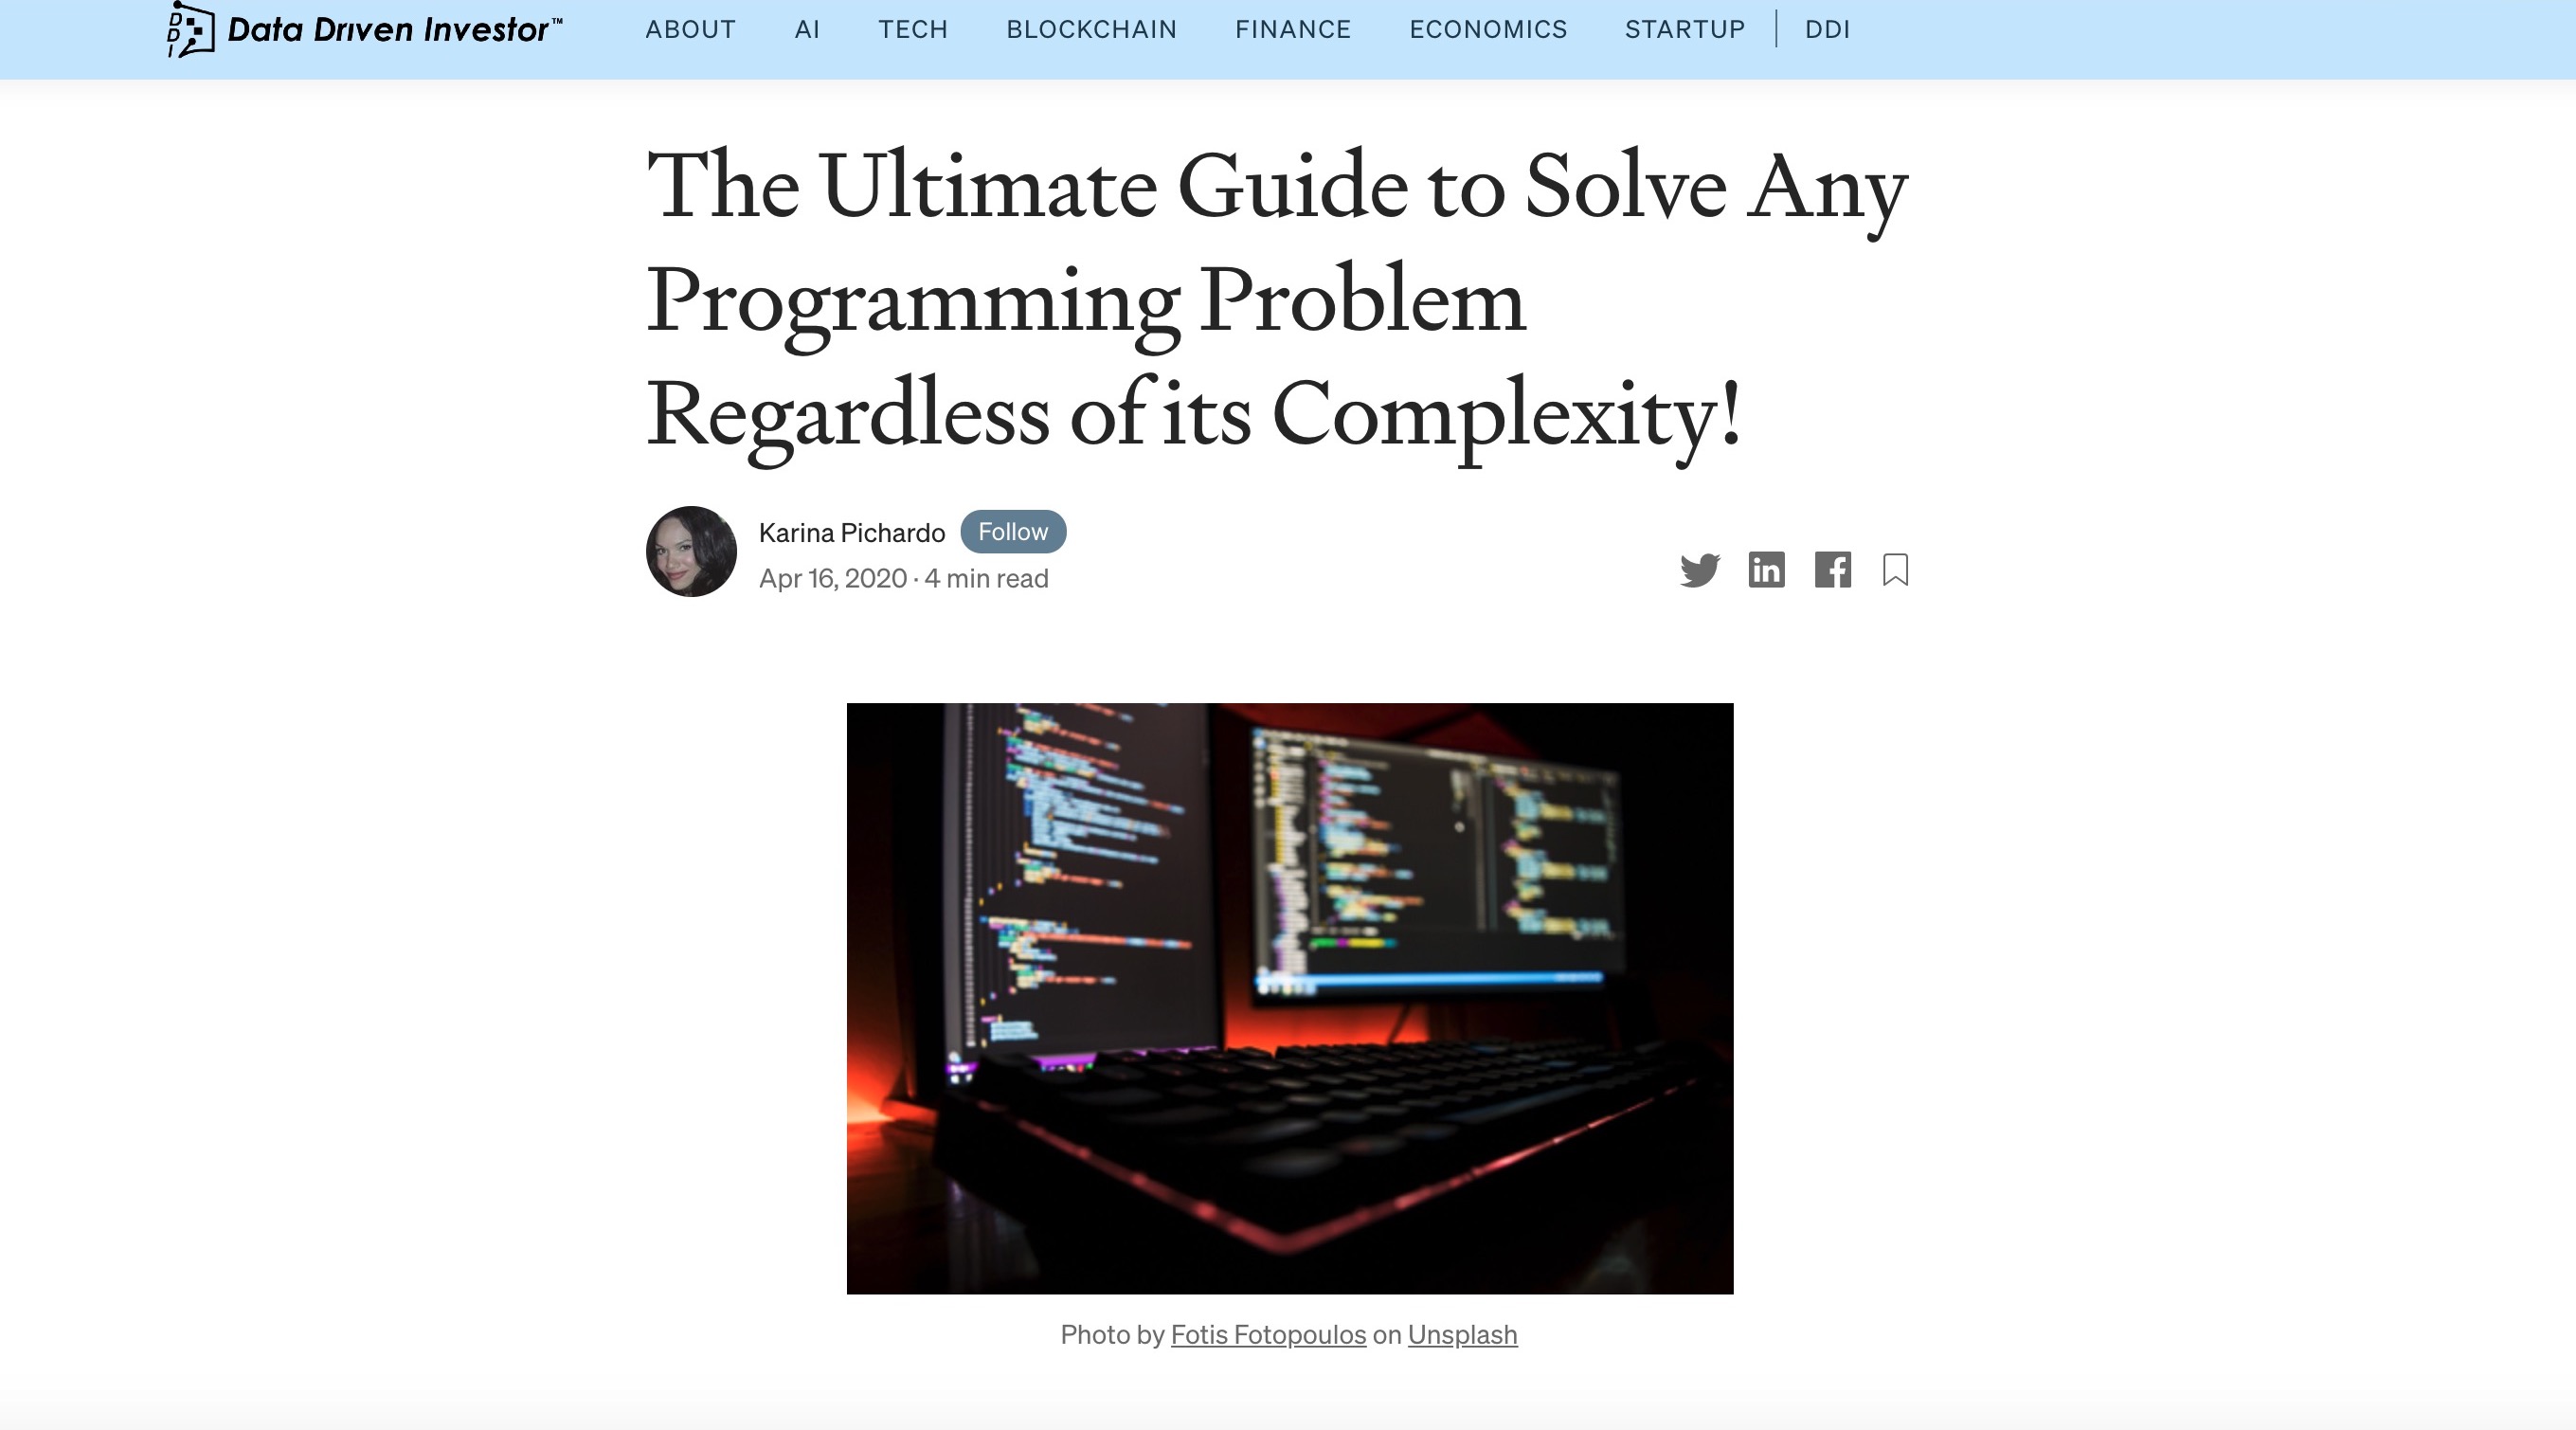 DDI Data Driven Investor™ ABOUT AI TECH BLOCKCHAIN FINANCE ECONOMICS STARTUP DDI
The Ultimate Guide to Solve Any
Programming Problem
Regardless of its Complexity!
Karina Pichardo Follow
Apr 16, 2020 · 4 min read
Photo by Fotis Fotopoulos on Unsplash